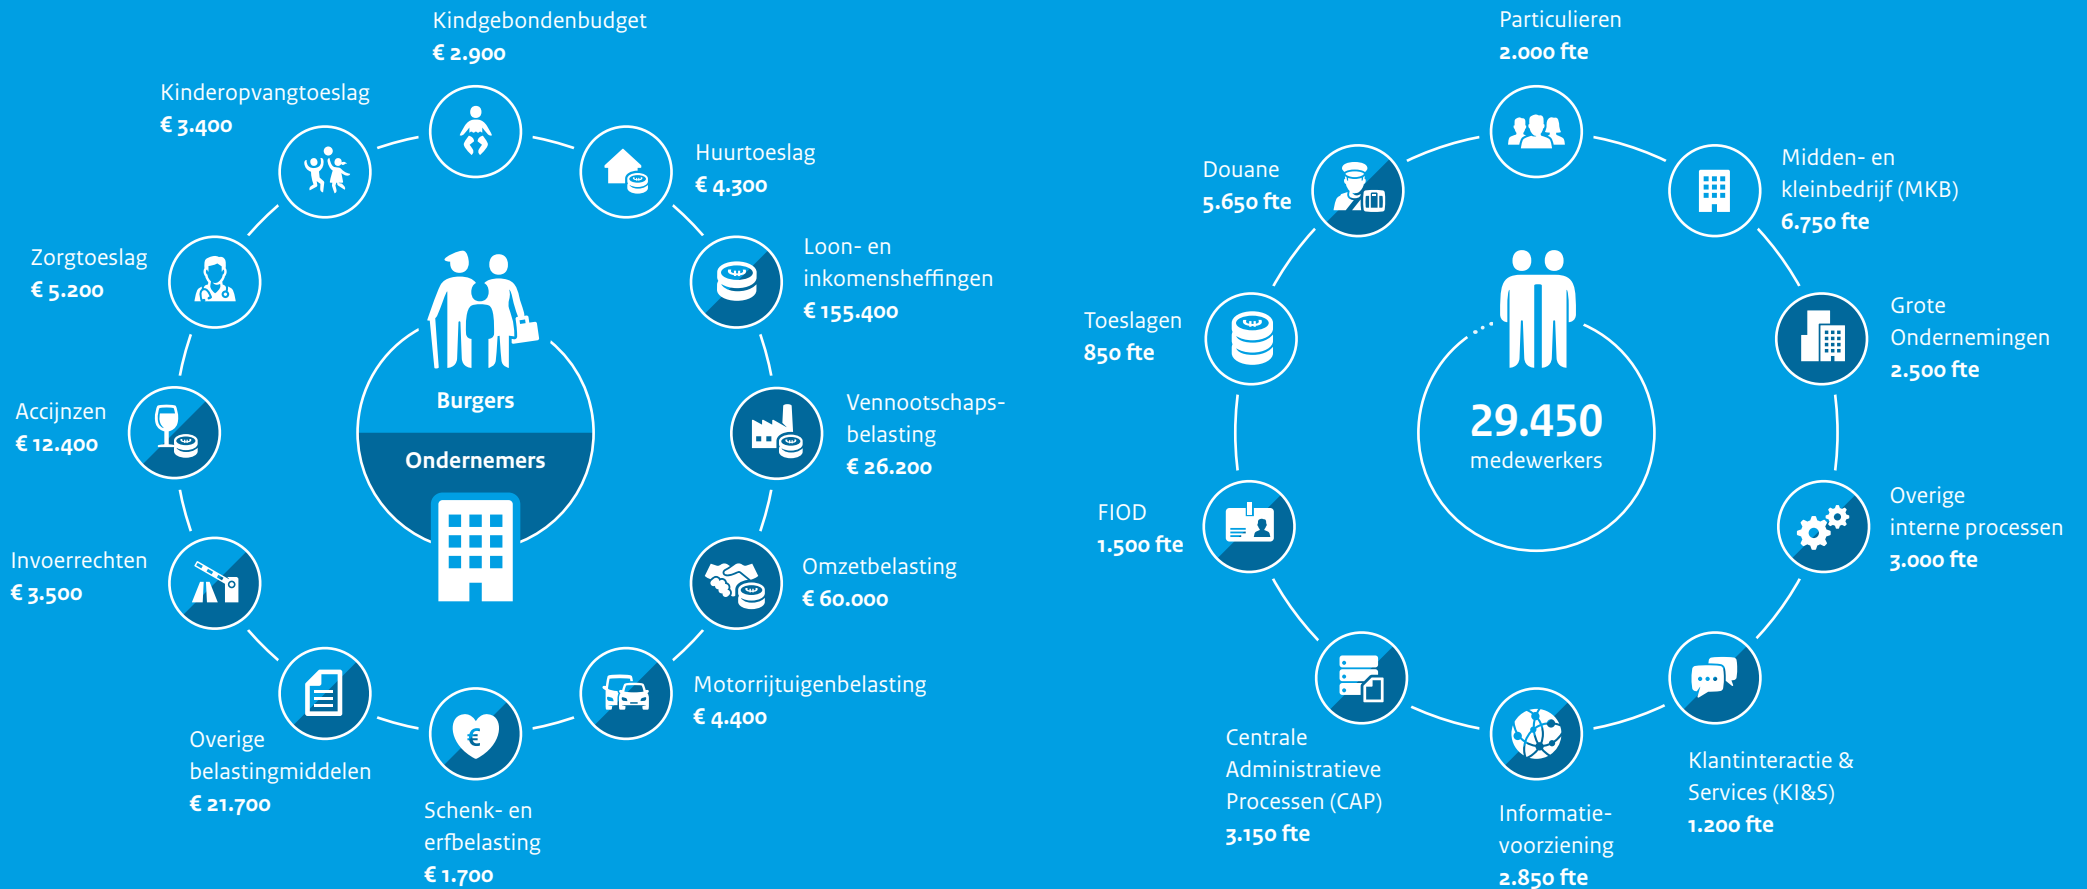 Kindgebondenbudget
€ 2.900
Kinderopvangtoeslag
€ 3.400
Huurtoeslag
€ 4.300
Zorgtoeslag
€ 5.200
Loon- en
inkomensheffingen
€ 155.400
Accijnzen
€ 12.400
Burgers
Ondernemers
Vennootschaps-
belasting
€ 26.200
Invoerrechten
€ 3.500
Omzetbelasting
€ 60.000
Overige
belastingmiddelen
€ 21.700
€
Schenk- en
erfbelasting
€ 1.700
Motorrijtuigenbelasting
€ 4.400
Particulieren
2.000 fte
Douane
5.650 fte
Midden- en
kleinbedrijf (MKB)
6.750 fte
Toeslagen
850 fte
Grote
Ondernemingen
2.500 fte
29.450
medewerkers
FIOD
1.500 fte
Overige
interne processen
3.000 fte
Centrale
Administratieve
Processen (CAP)
3.150 fte
Informatie-
voorziening
2.850 fte
Klantinteractie &
Services (KI&S)
1.200 fte